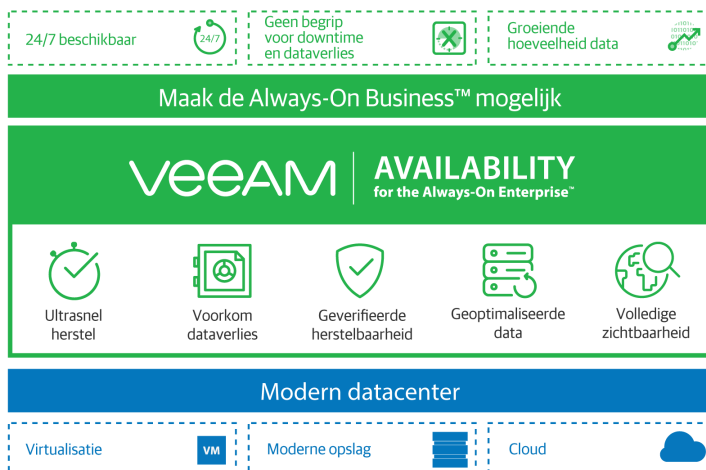 24/7 beschikbaar
24/7
Geen begrip
voor downtime
en dataverlies
Groeiende
hoeveelheid data
Maak de Always-On Business™ mogelijk
veeAM
AVAILABILITY
for the Always-On Enterprise™
Ultrasnel
herstel
Voorkom
dataverlies
Geverifieerde
herstelbaarheid
Geoptimaliseerde
data
Volledige
zichtbaarheid
Modern datacenter
Virtualisatie
VM
Moderne opslag
Cloud